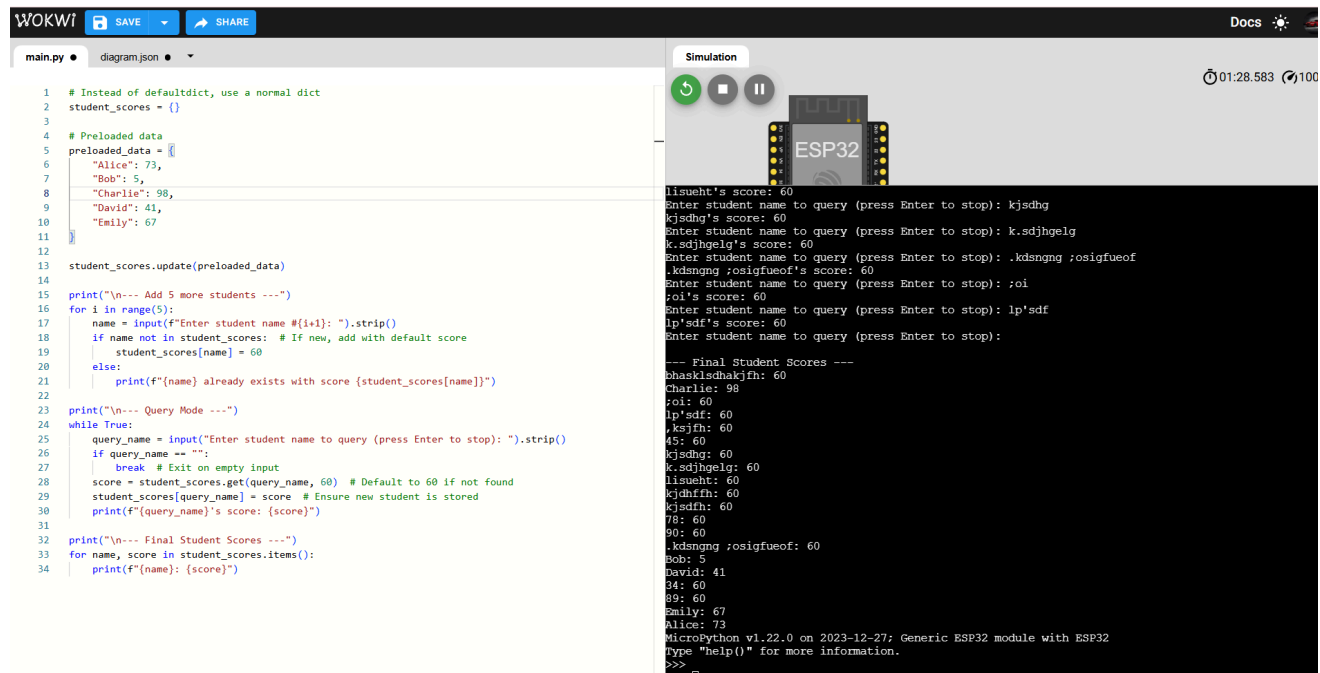 WOKWI SAVE SHARE Docs
main.py diagram.json
Simulation
01:28.583 100
1 # Instead of defaultdict, use a normal dict
2 student_scores = {}
3
4 # Preloaded data
5 preloaded_data = {
6 "Alice": 73,
7 "Bob": 5,
8 "Charlie": 98,
9 "David": 41,
10 "Emily": 67
11 }
12
13 student_scores.update(preloaded_data)
14
15 print("\n--- Add 5 more students ---")
16 for i in range(5):
17 name = input(f"Enter student name #{i+1}: ").strip()
18 if name not in student_scores: # If new, add with default score
19 student_scores[name] = 60
20 else:
21 print(f"{name} already exists with score {student_scores[name]}")
22
23 print("\n--- Query Mode ---")
24 while True:
25 query_name = input("Enter student name to query (press Enter to stop): ").strip()
26 if query_name == "":
27 break # Exit on empty input
28 score = student_scores.get(query_name, 60) # Default to 60 if not found
29 student_scores[query_name] = score # Ensure new student is stored
30 print(f"{query_name}'s score: {score}")
31
32 print("\n--- Final Student Scores ---")
33 for name, score in student_scores.items():
34 print(f"{name}: {score}")
ESP32
lisueht's score: 60
Enter student name to query (press Enter to stop): kjsdhg
kjsdhg's score: 60
Enter student name to query (press Enter to stop): k.sdjhgelg
k.sdjhgelg's score: 60
Enter student name to query (press Enter to stop): .kdsngng ;osigfueof
.kdsngng ;osigfueof's score: 60
Enter student name to query (press Enter to stop): ;oi
;oi's score: 60
Enter student name to query (press Enter to stop): lp'sdf
lp'sdf's score: 60
Enter student name to query (press Enter to stop):
--- Final Student Scores ---
bhasklsdhakjfh: 60
Charlie: 98
;oi: 60
lp'sdf: 60
,ksjfh: 60
45: 60
kjsdhg: 60
k.sdjhgelg: 60
lisueht: 60
kjdhffh: 60
kjsdfh: 60
78: 60
90: 60
.kdsngng ;osigfueof: 60
Bob: 5
David: 41
34: 60
89: 60
Emily: 67
Alice: 73
MicroPython v1.22.0 on 2023-12-27; Generic ESP32 module with ESP32
Type "help()" for more information.
>>>